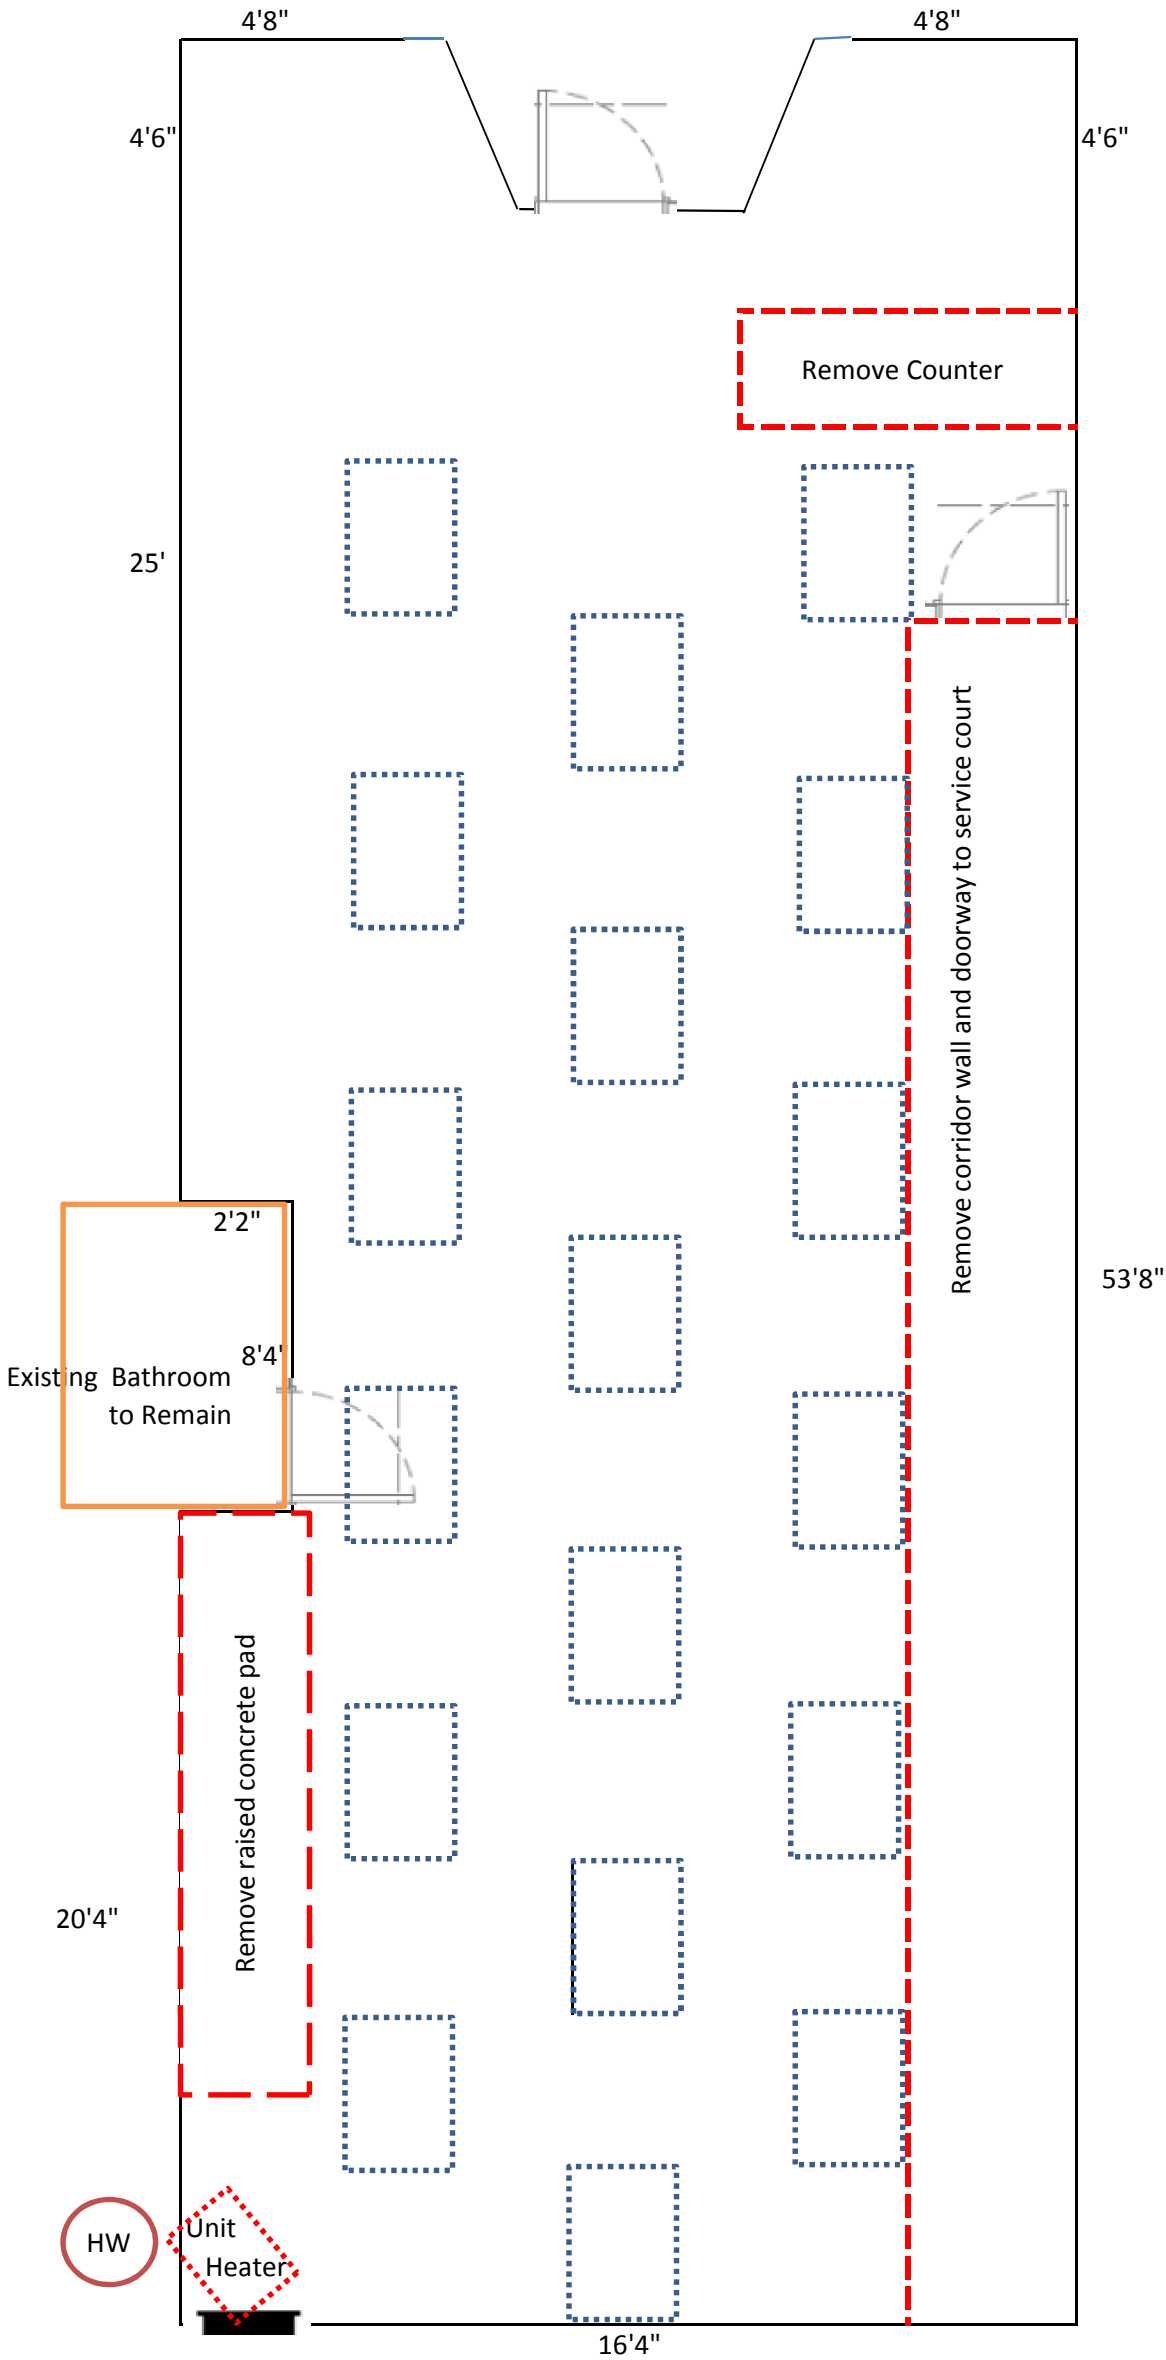 4'8"
4'8"
4'6"
4'6"
Remove Counter
25'
Remove corridor wall and doorway to service court
2'2"
53'8"
8'4"
Existing Bathroom
to Remain
Remove raised concrete pad
20'4"
Unit
HW
Heater
16'4"